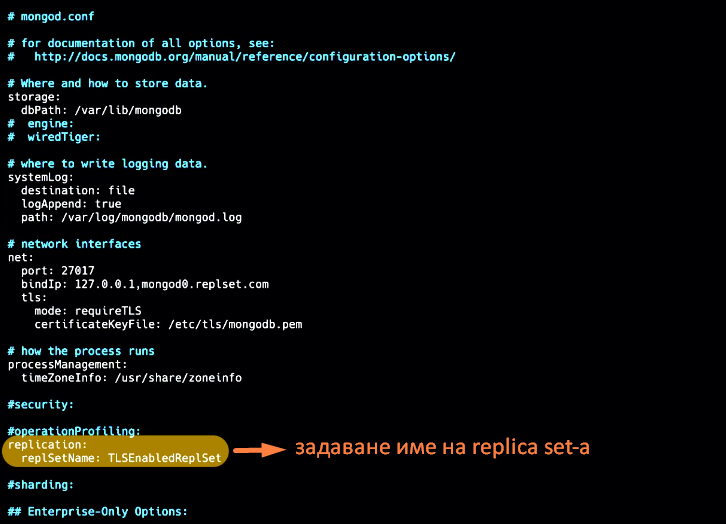 # mongod.conf
# for documentation of all options, see:
#   http://docs.mongodb.org/manual/reference/configuration-options/
# Where and how to store data.
storage:
  dbPath: /var/lib/mongodb
#  engine:
#  wiredTiger:
# where to write logging data.
systemLog:
  destination: file
  logAppend: true
  path: /var/log/mongodb/mongod.log
# network interfaces
net:
  port: 27017
  bindIp: 127.0.0.1,mongod0.replset.com
  tls:
    mode: requireTLS
    certificateKeyFile: /etc/tls/mongodb.pem
# how the process runs
processManagement:
  timeZoneInfo: /usr/share/zoneinfo
#security:
#operationProfiling:
replication:
  replSetName: TLSEnabledReplSet
задаване име на replica set-а
#sharding:
## Enterprise-Only Options: